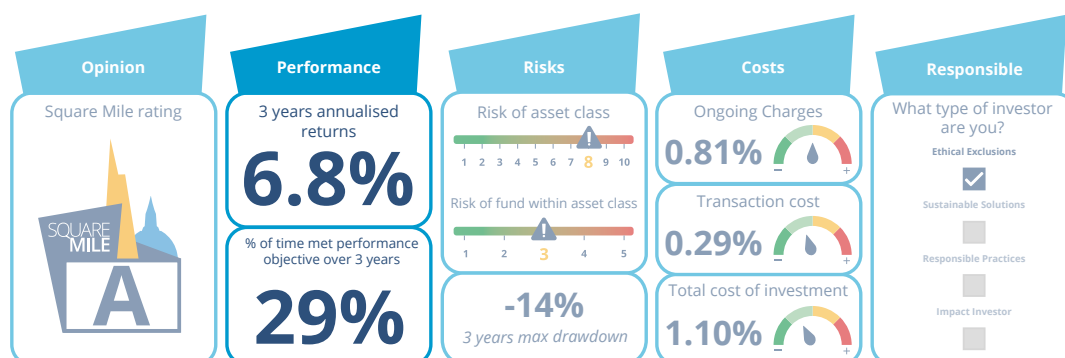 Opinion
Square Mile rating
SQUARE
MILE
A
Performance
3 years annualised
returns
6.8%
% of time met performance
objective over 3 years
29%
Risks
Risk of asset class
!
1 2 3 4 5 6 7 8 9 10
Risk of fund within asset class
!
1 2 3 4 5
-14%
3 years max drawdown
Costs
Ongoing Charges
0.81%
− +
Transaction cost
0.29%
− +
Total cost of investment
1.10%
− +
Responsible
What type of investor
are you?
Ethical Exclusions
Sustainable Solutions
Responsible Practices
Impact Investor